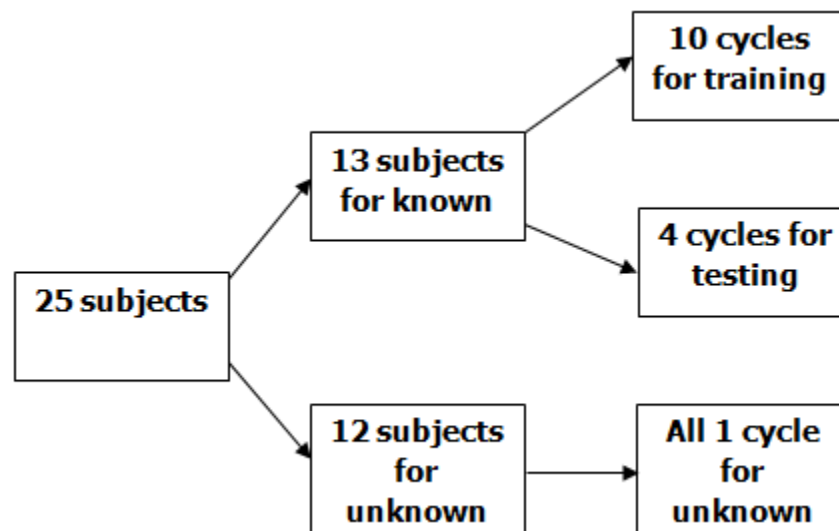 10 cycles
for training
13 subjects
for known
4 cycles for
testing
25 subjects
12 subjects
for
unknown
All 1 cycle
for
unknown